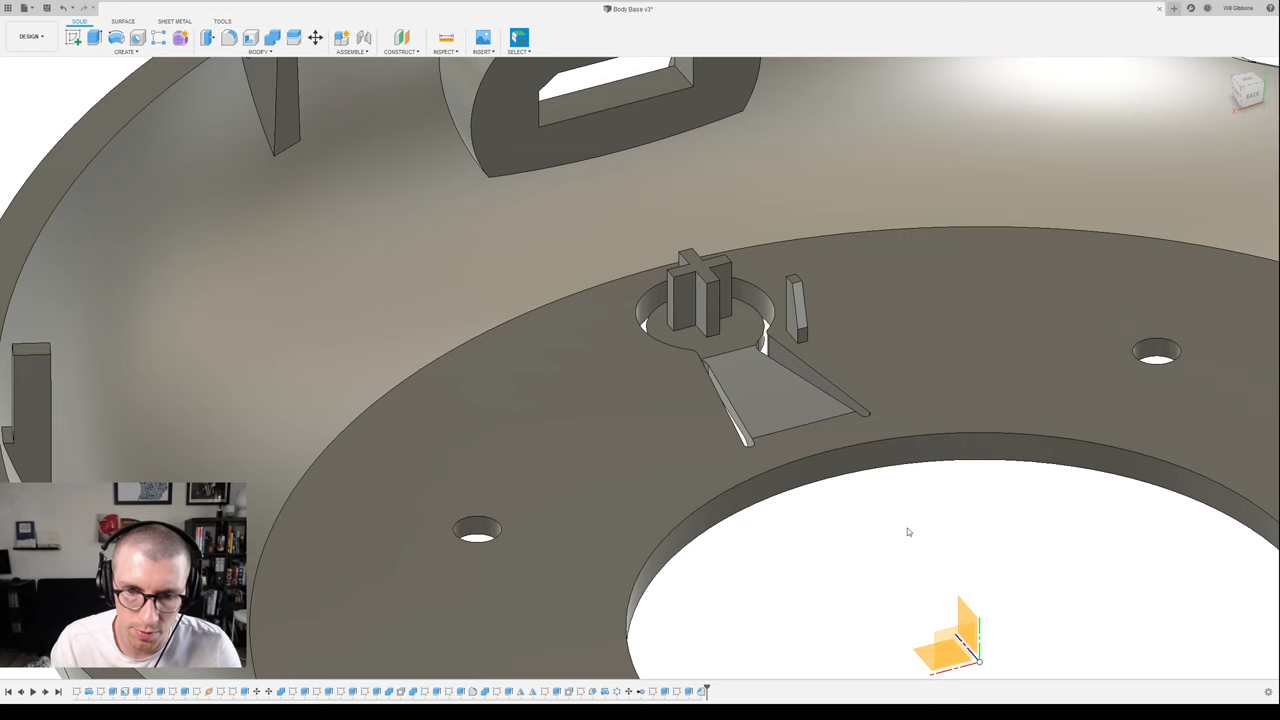 Body Base v3*
Will Gibbons
SOLID SURFACE SHEET METAL TOOLS
DESIGN
CREATE MODIFY ASSEMBLE CONSTRUCT INSPECT INSERT SELECT
BACK